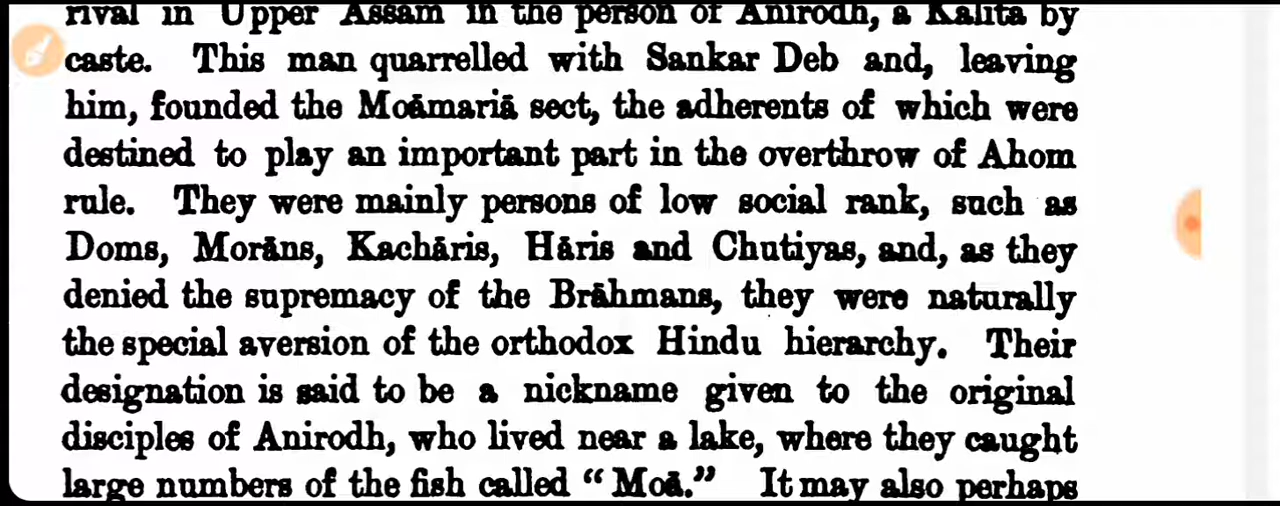 rival in Upper Assam in the person of Anirodh, a Kalita by
caste. This man quarrelled with Sankar Deb and, leaving
him, founded the Moāmariā sect, the adherents of which were
destined to play an important part in the overthrow of Ahom
rule. They were mainly persons of low social rank, such as
Doms, Morāns, Kachāris, Hāris and Chutiyas, and, as they
denied the supremacy of the Brāhmans, they were naturally
the special aversion of the orthodox Hindu hierarchy. Their
designation is said to be a nickname given to the original
disciples of Anirodh, who lived near a lake, where they caught
large numbers of the fish called “Moā.” It may also perhaps